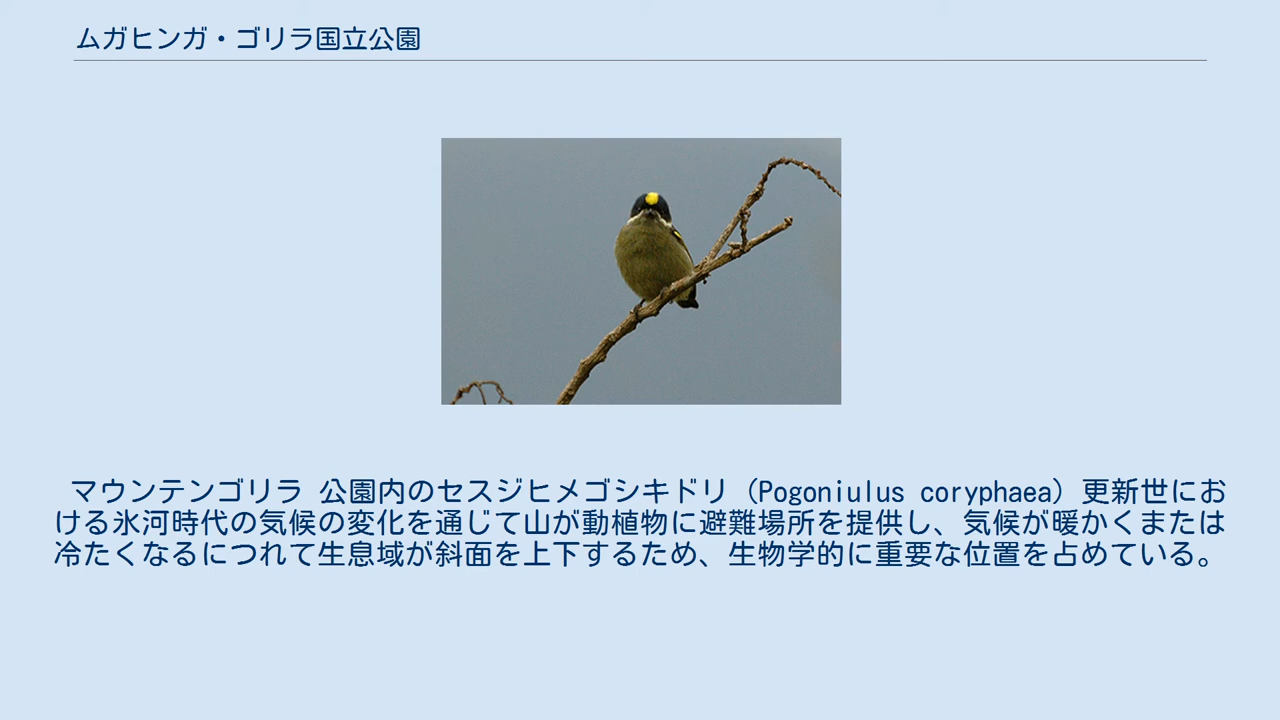 ムガヒンガ・ゴリラ国立公園
マウンテンゴリラ 公園内のセスジヒメゴシキドリ（Pogoniulus coryphaea）更新世にお
ける氷河時代の気候の変化を通じて山が動植物に避難場所を提供し、気候が暖かくまたは
冷たくなるにつれて生息域が斜面を上下するため、生物学的に重要な位置を占めている。